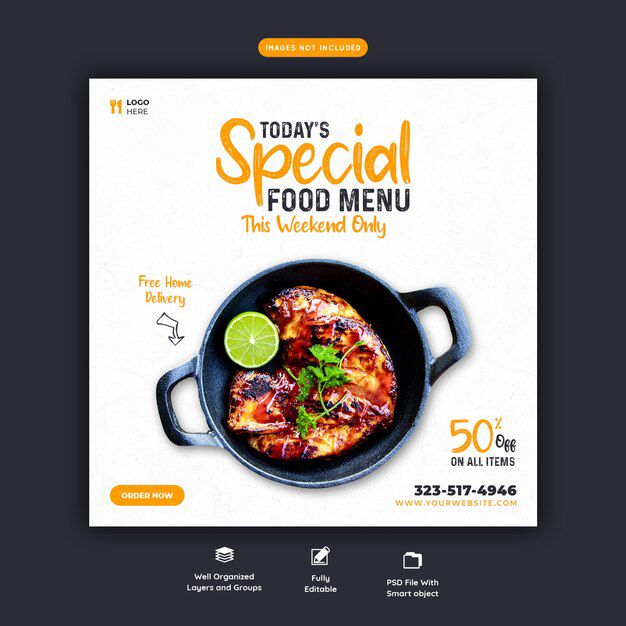 IMAGES NOT INCLUDED
LOGO
HERE
TODAY'S
Special
FOOD MENU
This Weekend Only
Free Home
Delivery
50% Off
ON ALL ITEMS
ORDER NOW
323-517-4946
WWW.YOURWEBSITE.COM
Well Organized
Layers and Groups
Fully
Editable
PSD File With
Smart object